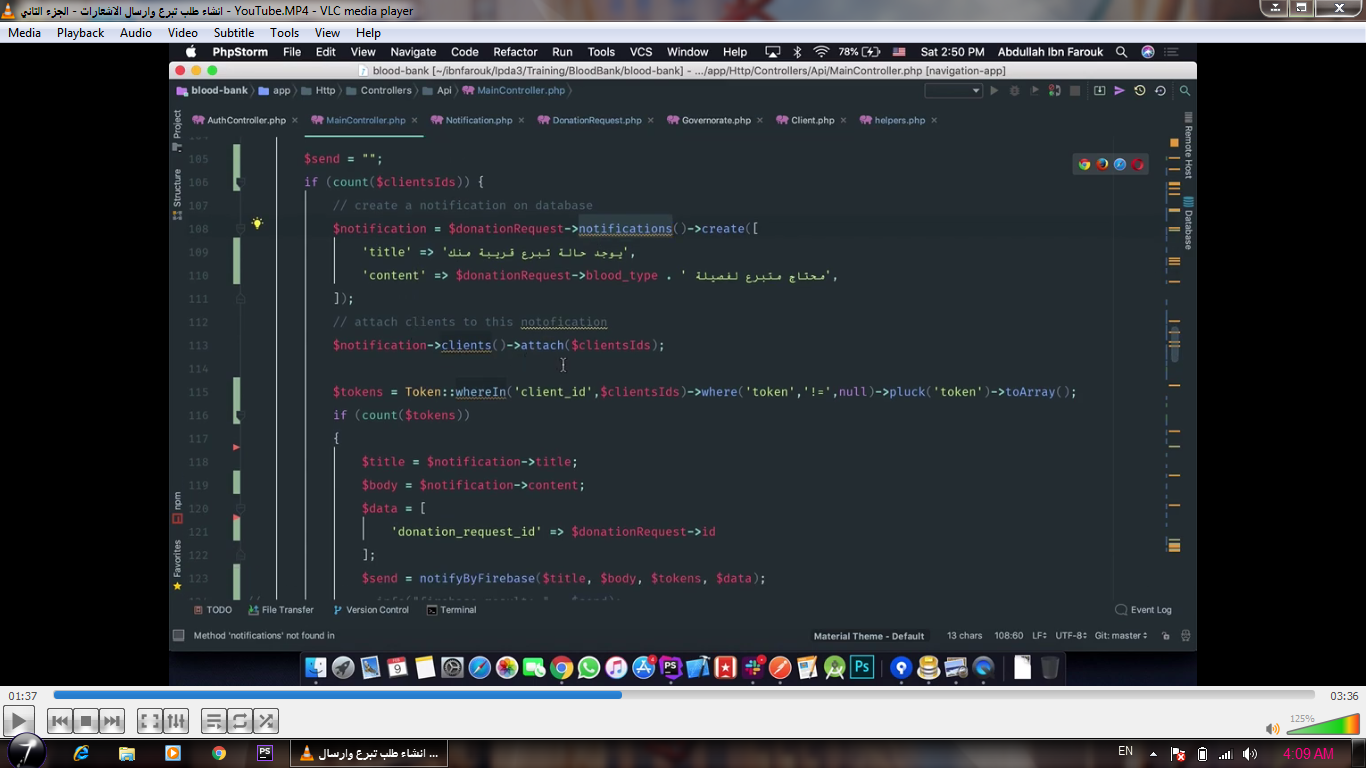 انشاء طلب تبرع وارسال الاشعارات - الجزء الثاني - YouTube.MP4 - VLC media player
Media Playback Audio Video Subtitle Tools View Help
PhpStorm File Edit View Navigate Code Refactor Run Tools VCS Window Help 78% Sat 2:50 PM Abdullah Ibn Farouk
blood-bank [~/ibnfarouk/Ipda3/Training/BloodBank/blood-bank] - .../app/Http/Controllers/Api/MainController.php [navigation-app]
blood-bank app Http Controllers Api MainController.php
AuthController.php MainController.php Notification.php DonationRequest.php Governorate.php Client.php helpers.php
Project
Structure
npm
Favorites
Remote Host
Database
105 $send = "";
106 if (count($clientsIds)) {
107 // create a notification on database
108 $notification = $donationRequest->notifications()->create([
109 'title' => 'يوجد حالة تبرع قريبة منك',
110 'content' => $donationRequest->blood_type . ' محتاج متبرع لفصيلة',
111 ]);
112 // attach clients to this notofication
113 $notification->clients()->attach($clientsIds);
114
115 $tokens = Token::whereIn('client_id',$clientsIds)->where('token','!=',null)->pluck('token')->toArray();
116 if (count($tokens))
117 {
118 $title = $notification->title;
119 $body = $notification->content;
120 $data = [
121 'donation_request_id' => $donationRequest->id
122 ];
123 $send = notifyByFirebase($title, $body, $tokens, $data);
TODO File Transfer Version Control Terminal Event Log
Method 'notifications' not found in Material Theme - Default 13 chars 108:60 LF UTF-8 Git: master
9
PS Ps
01:37 03:36
125%
PS انشاء طلب تبرع وارسال ... EN 4:09 AM